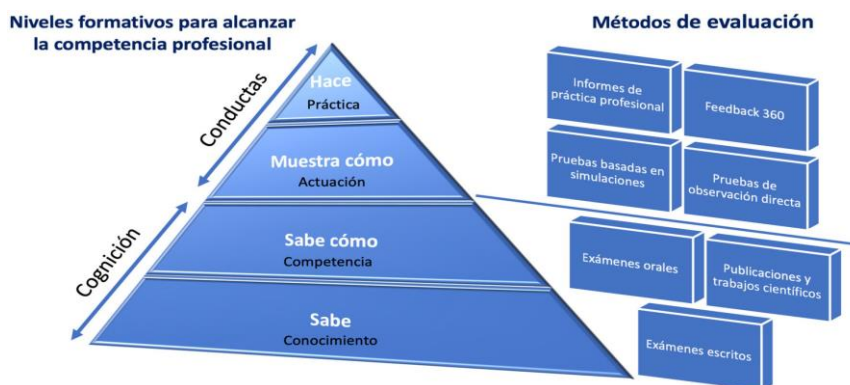 Niveles formativos para alcanzar
la competencia profesional
Métodos de evaluación
Conductas
Cognición
Hace
Práctica
Muestra cómo
Actuación
Sabe cómo
Competencia
Sabe
Conocimiento
Informes de
práctica profesional
Feedback 360
Pruebas basadas en
simulaciones
Pruebas de
observación directa
Exámenes orales
Publicaciones y
trabajos científicos
Exámenes escritos